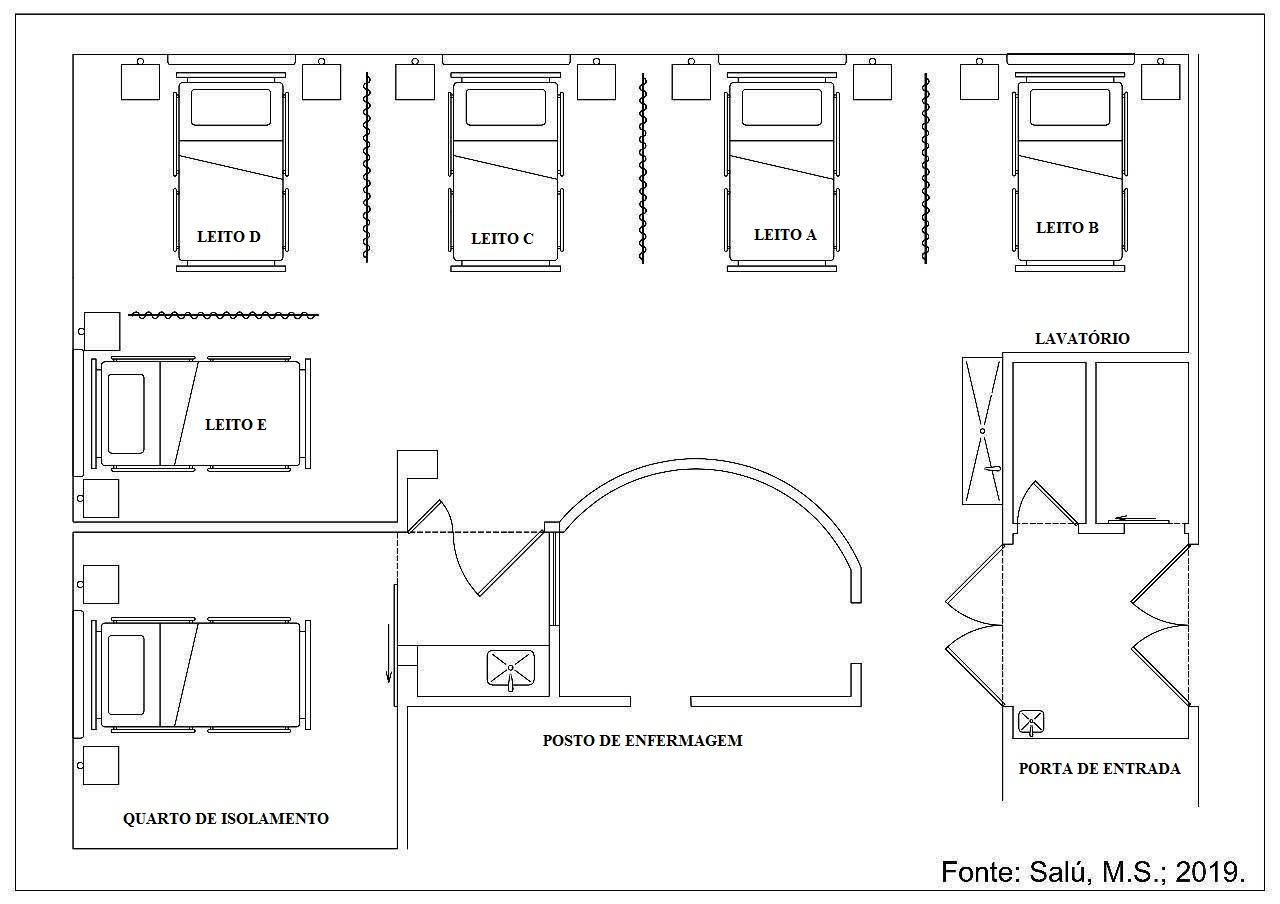 LEITO D
LEITO C
LEITO A
LEITO B
LAVATÓRIO
LEITO E
POSTO DE ENFERMAGEM
PORTA DE ENTRADA
QUARTO DE ISOLAMENTO
Fonte: Salú, M.S.; 2019.